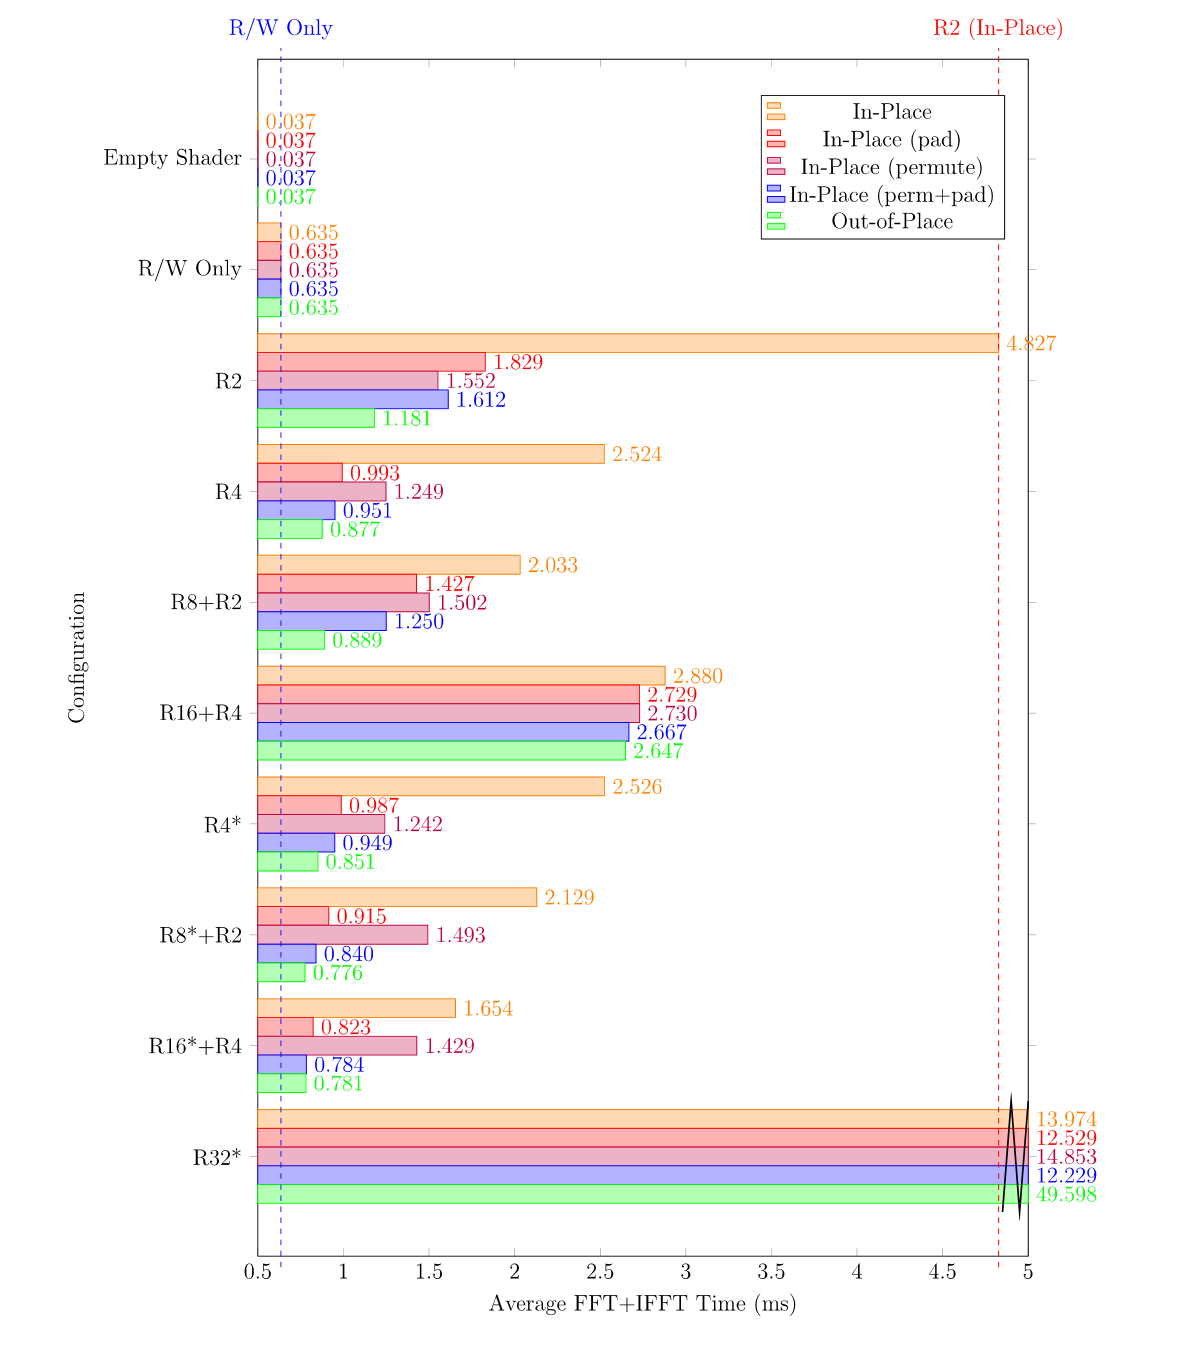 R/W Only
R2 (In-Place)
In-Place
In-Place (pad)
In-Place (permute)
In-Place (perm+pad)
Out-of-Place
Configuration
Empty Shader
0.037
0.037
0.037
0.037
0.037
R/W Only
0.635
0.635
0.635
0.635
0.635
R2
4.827
1.829
1.552
1.612
1.181
R4
2.524
0.993
1.249
0.951
0.877
R8+R2
2.033
1.427
1.502
1.250
0.889
R16+R4
2.880
2.729
2.730
2.667
2.647
R4*
2.526
0.987
1.242
0.949
0.851
R8*+R2
2.129
0.915
1.493
0.840
0.776
R16*+R4
1.654
0.823
1.429
0.784
0.781
R32*
13.974
12.529
14.853
12.229
49.598
0.5 1 1.5 2 2.5 3 3.5 4 4.5 5
Average FFT+IFFT Time (ms)